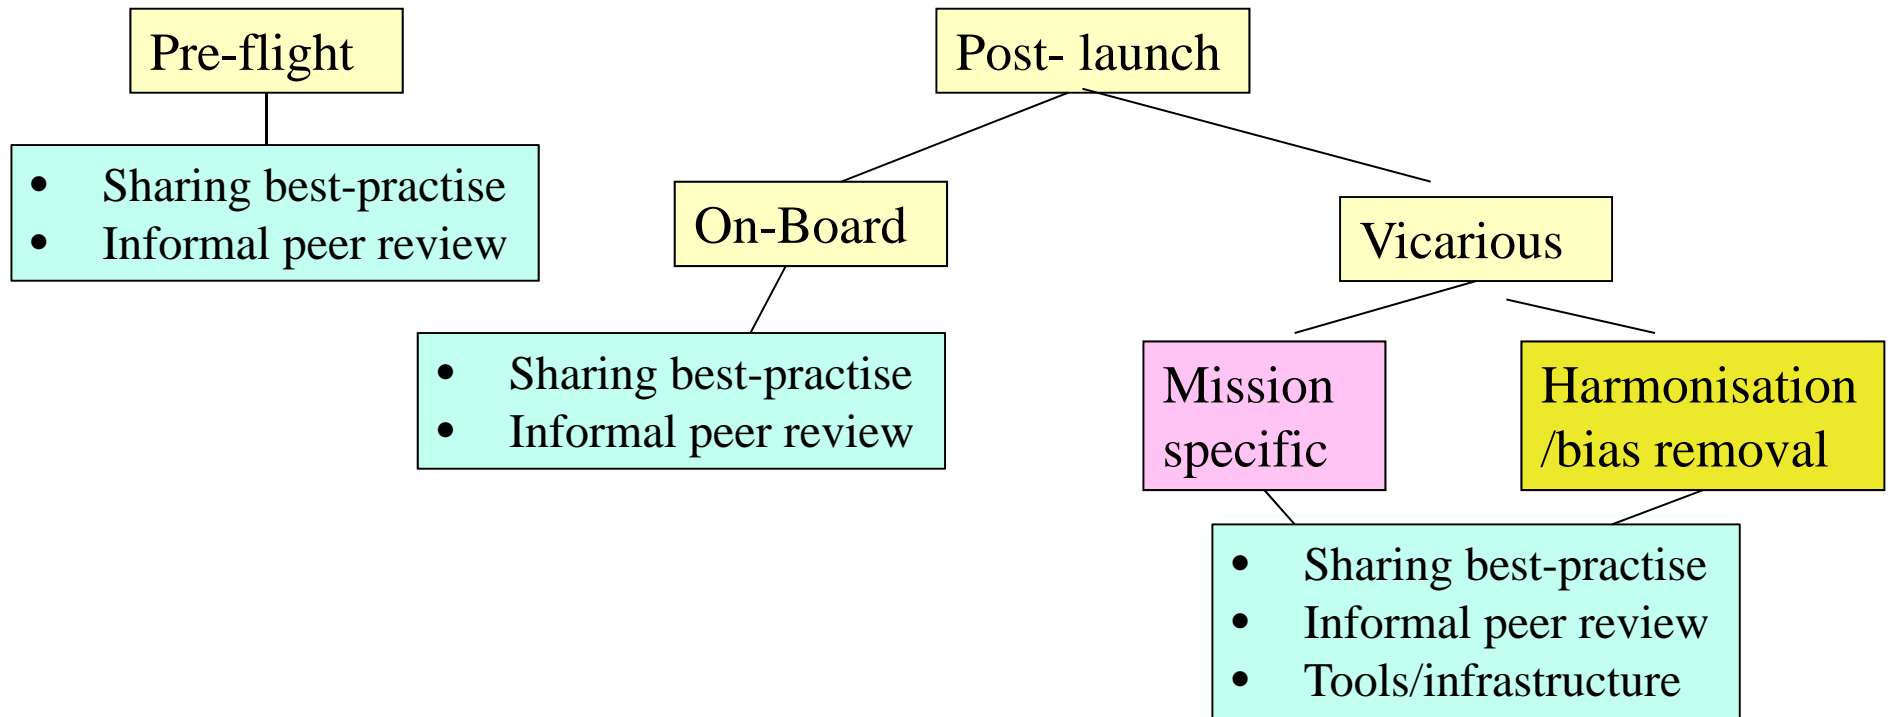 Pre-flight
Post- launch
• Sharing best-practise
• Informal peer review
On-Board
Vicarious
• Sharing best-practise
• Informal peer review
Mission
specific
Harmonisation
/bias removal
• Sharing best-practise
• Informal peer review
• Tools/infrastructure